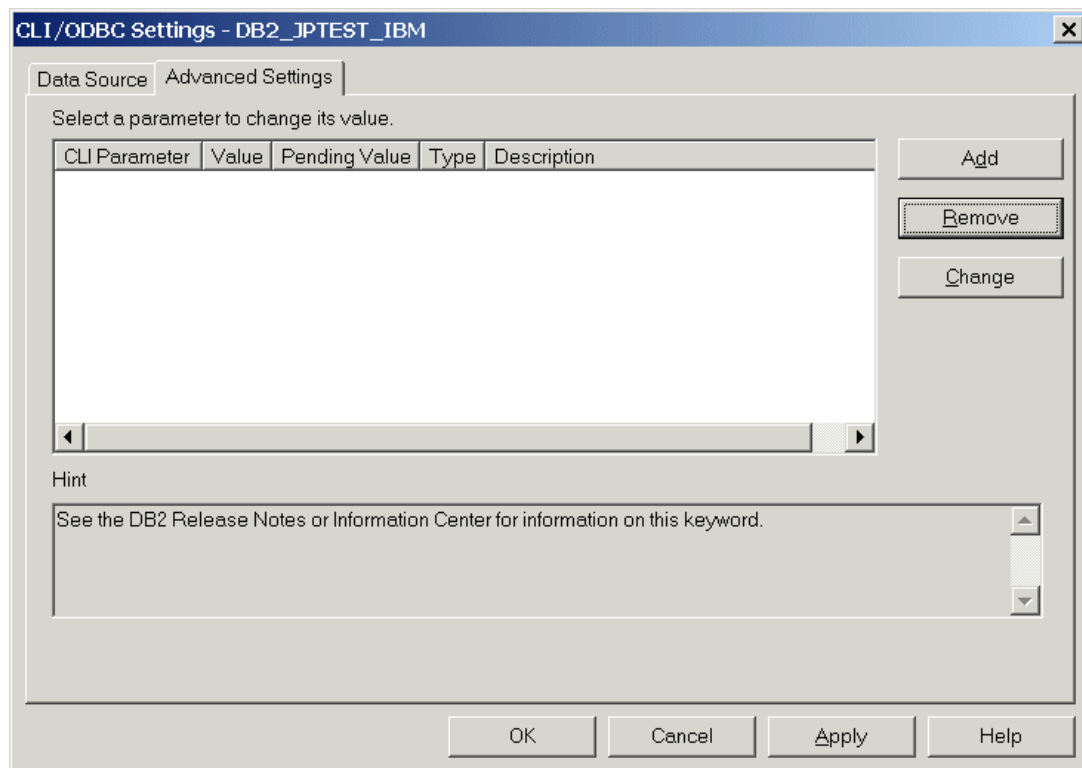 CLI/ODBC Settings - DB2_JPTEST_IBM
Data Source Advanced Settings
Select a parameter to change its value.
CLI Parameter Value Pending Value Type Description
Add
Remove
Change
Hint
See the DB2 Release Notes or Information Center for information on this keyword.
OK Cancel Apply Help